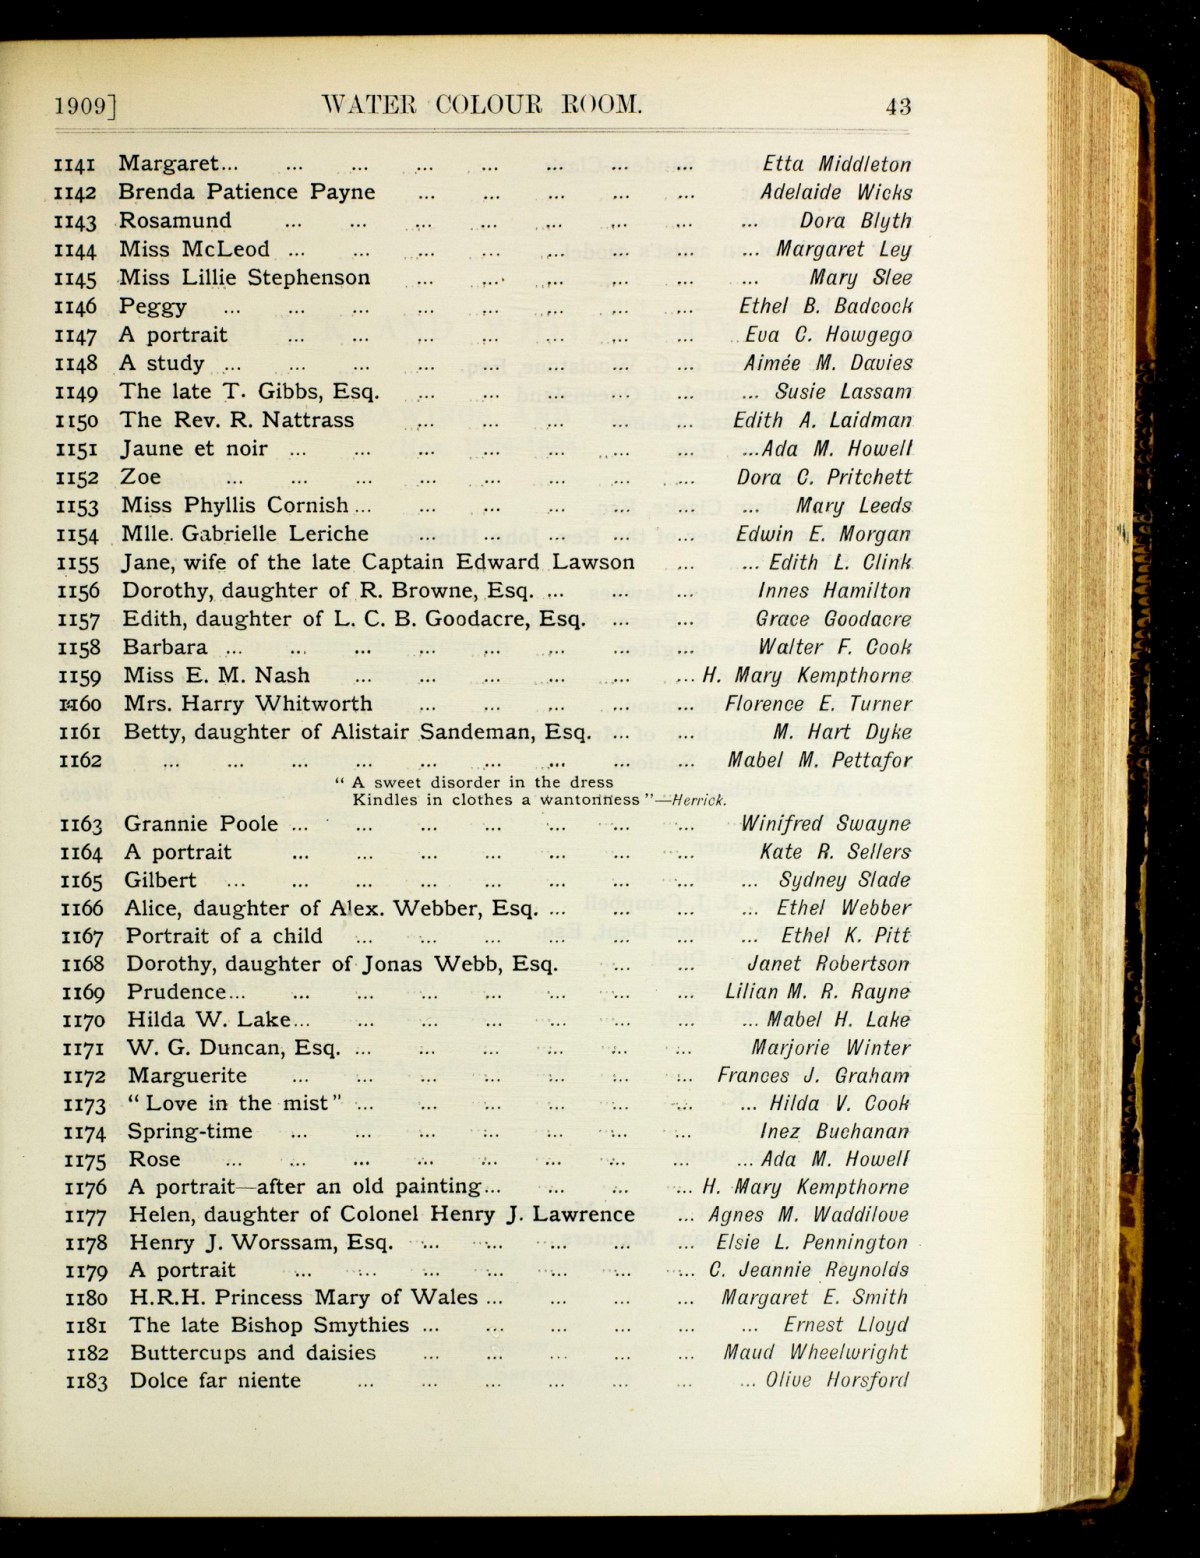 1909] WATER COLOUR ROOM. 43
1141 Margaret... ... ... ... ... ... ... ... Etta Middleton
1142 Brenda Patience Payne ... ... ... ... ... Adelaide Wicks
1143 Rosamund ... ... ... ... ... ... ... ... Dora Blyth
1144 Miss McLeod ... ... ... ... ... ... ... ... Margaret Ley
1145 Miss Lillie Stephenson ... ... ... ... ... ... Mary Slee
1146 Peggy ... ... ... ... ... ... ... ... Ethel B. Badcock
1147 A portrait ... ... ... ... ... ... ... Eva C. Howgego
1148 A study ... ... ... ... ... ... ... ... Aimée M. Davies
1149 The late T. Gibbs, Esq. ... ... ... ... ... ... Susie Lassam
1150 The Rev. R. Nattrass ... ... ... ... ... Edith A. Laidman
1151 Jaune et noir ... ... ... ... ... ... ... ...Ada M. Howell
1152 Zoe ... ... ... ... ... ... ... ... Dora C. Pritchett
1153 Miss Phyllis Cornish ... ... ... ... ... ... ... Mary Leeds
1154 Mlle. Gabrielle Leriche ... ... ... ... ... Edwin E. Morgan
1155 Jane, wife of the late Captain Edward Lawson ... ... Edith L. Clink
1156 Dorothy, daughter of R. Browne, Esq. ... ... ... Innes Hamilton
1157 Edith, daughter of L. C. B. Goodacre, Esq. ... ... Grace Goodacre
1158 Barbara ... ... ... ... ... ... ... ... Walter F. Cook
1159 Miss E. M. Nash ... ... ... ... ... ... H. Mary Kempthorne
1160 Mrs. Harry Whitworth ... ... ... ... ... Florence E. Turner
1161 Betty, daughter of Alistair Sandeman, Esq. ... ... M. Hart Dyke
1162 ... ... ... ... ... ... ... ... ... Mabel M. Pettafor
“ A sweet disorder in the dress
Kindles in clothes a wantonness ”—Herrick.
1163 Grannie Poole ... ... ... ... ... ... ... Winifred Swayne
1164 A portrait ... ... ... ... ... ... ... Kate R. Sellers
1165 Gilbert ... ... ... ... ... ... ... ... ... Sydney Slade
1166 Alice, daughter of Alex. Webber, Esq. ... ... ... ... Ethel Webber
1167 Portrait of a child ... ... ... ... ... ... ... Ethel K. Pitt
1168 Dorothy, daughter of Jonas Webb, Esq. ... ... Janet Robertson
1169 Prudence... ... ... ... ... ... ... ... Lilian M. R. Rayne
1170 Hilda W. Lake... ... ... ... ... ... ... ... Mabel H. Lake
1171 W. G. Duncan, Esq. ... ... ... ... ... ... Marjorie Winter
1172 Marguerite ... ... ... ... ... ... ... Frances J. Graham
1173 “ Love in the mist” ... ... ... ... ... ... ... Hilda V. Cook
1174 Spring-time ... ... ... ... ... ... ... Inez Buchanan
1175 Rose ... ... ... ... ... ... ... ... ... Ada M. Howell
1176 A portrait—after an old painting... ... ... ... H. Mary Kempthorne
1177 Helen, daughter of Colonel Henry J. Lawrence ... Agnes M. Waddilove
1178 Henry J. Worssam, Esq. ... ... ... ... ... Elsie L. Pennington
1179 A portrait ... ... ... ... ... ... ... C. Jeannie Reynolds
1180 H.R.H. Princess Mary of Wales ... ... ... ... Margaret E. Smith
1181 The late Bishop Smythies ... ... ... ... ... ... Ernest Lloyd
1182 Buttercups and daisies ... ... ... ... ... Maud Wheelwright
1183 Dolce far niente ... ... ... ... ... ... ... Olive Horsford